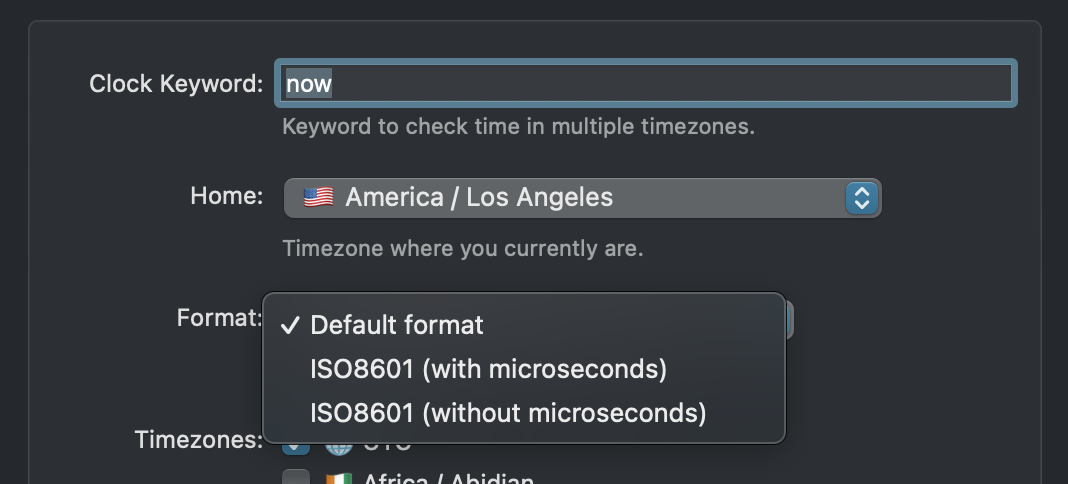 Clock Keyword: now
Keyword to check time in multiple timezones.
Home: America / Los Angeles
Timezone where you currently are.
Format: ✓ Default format
ISO8601 (with microseconds)
ISO8601 (without microseconds)
Timezones: UTC
Africa / Abidjan